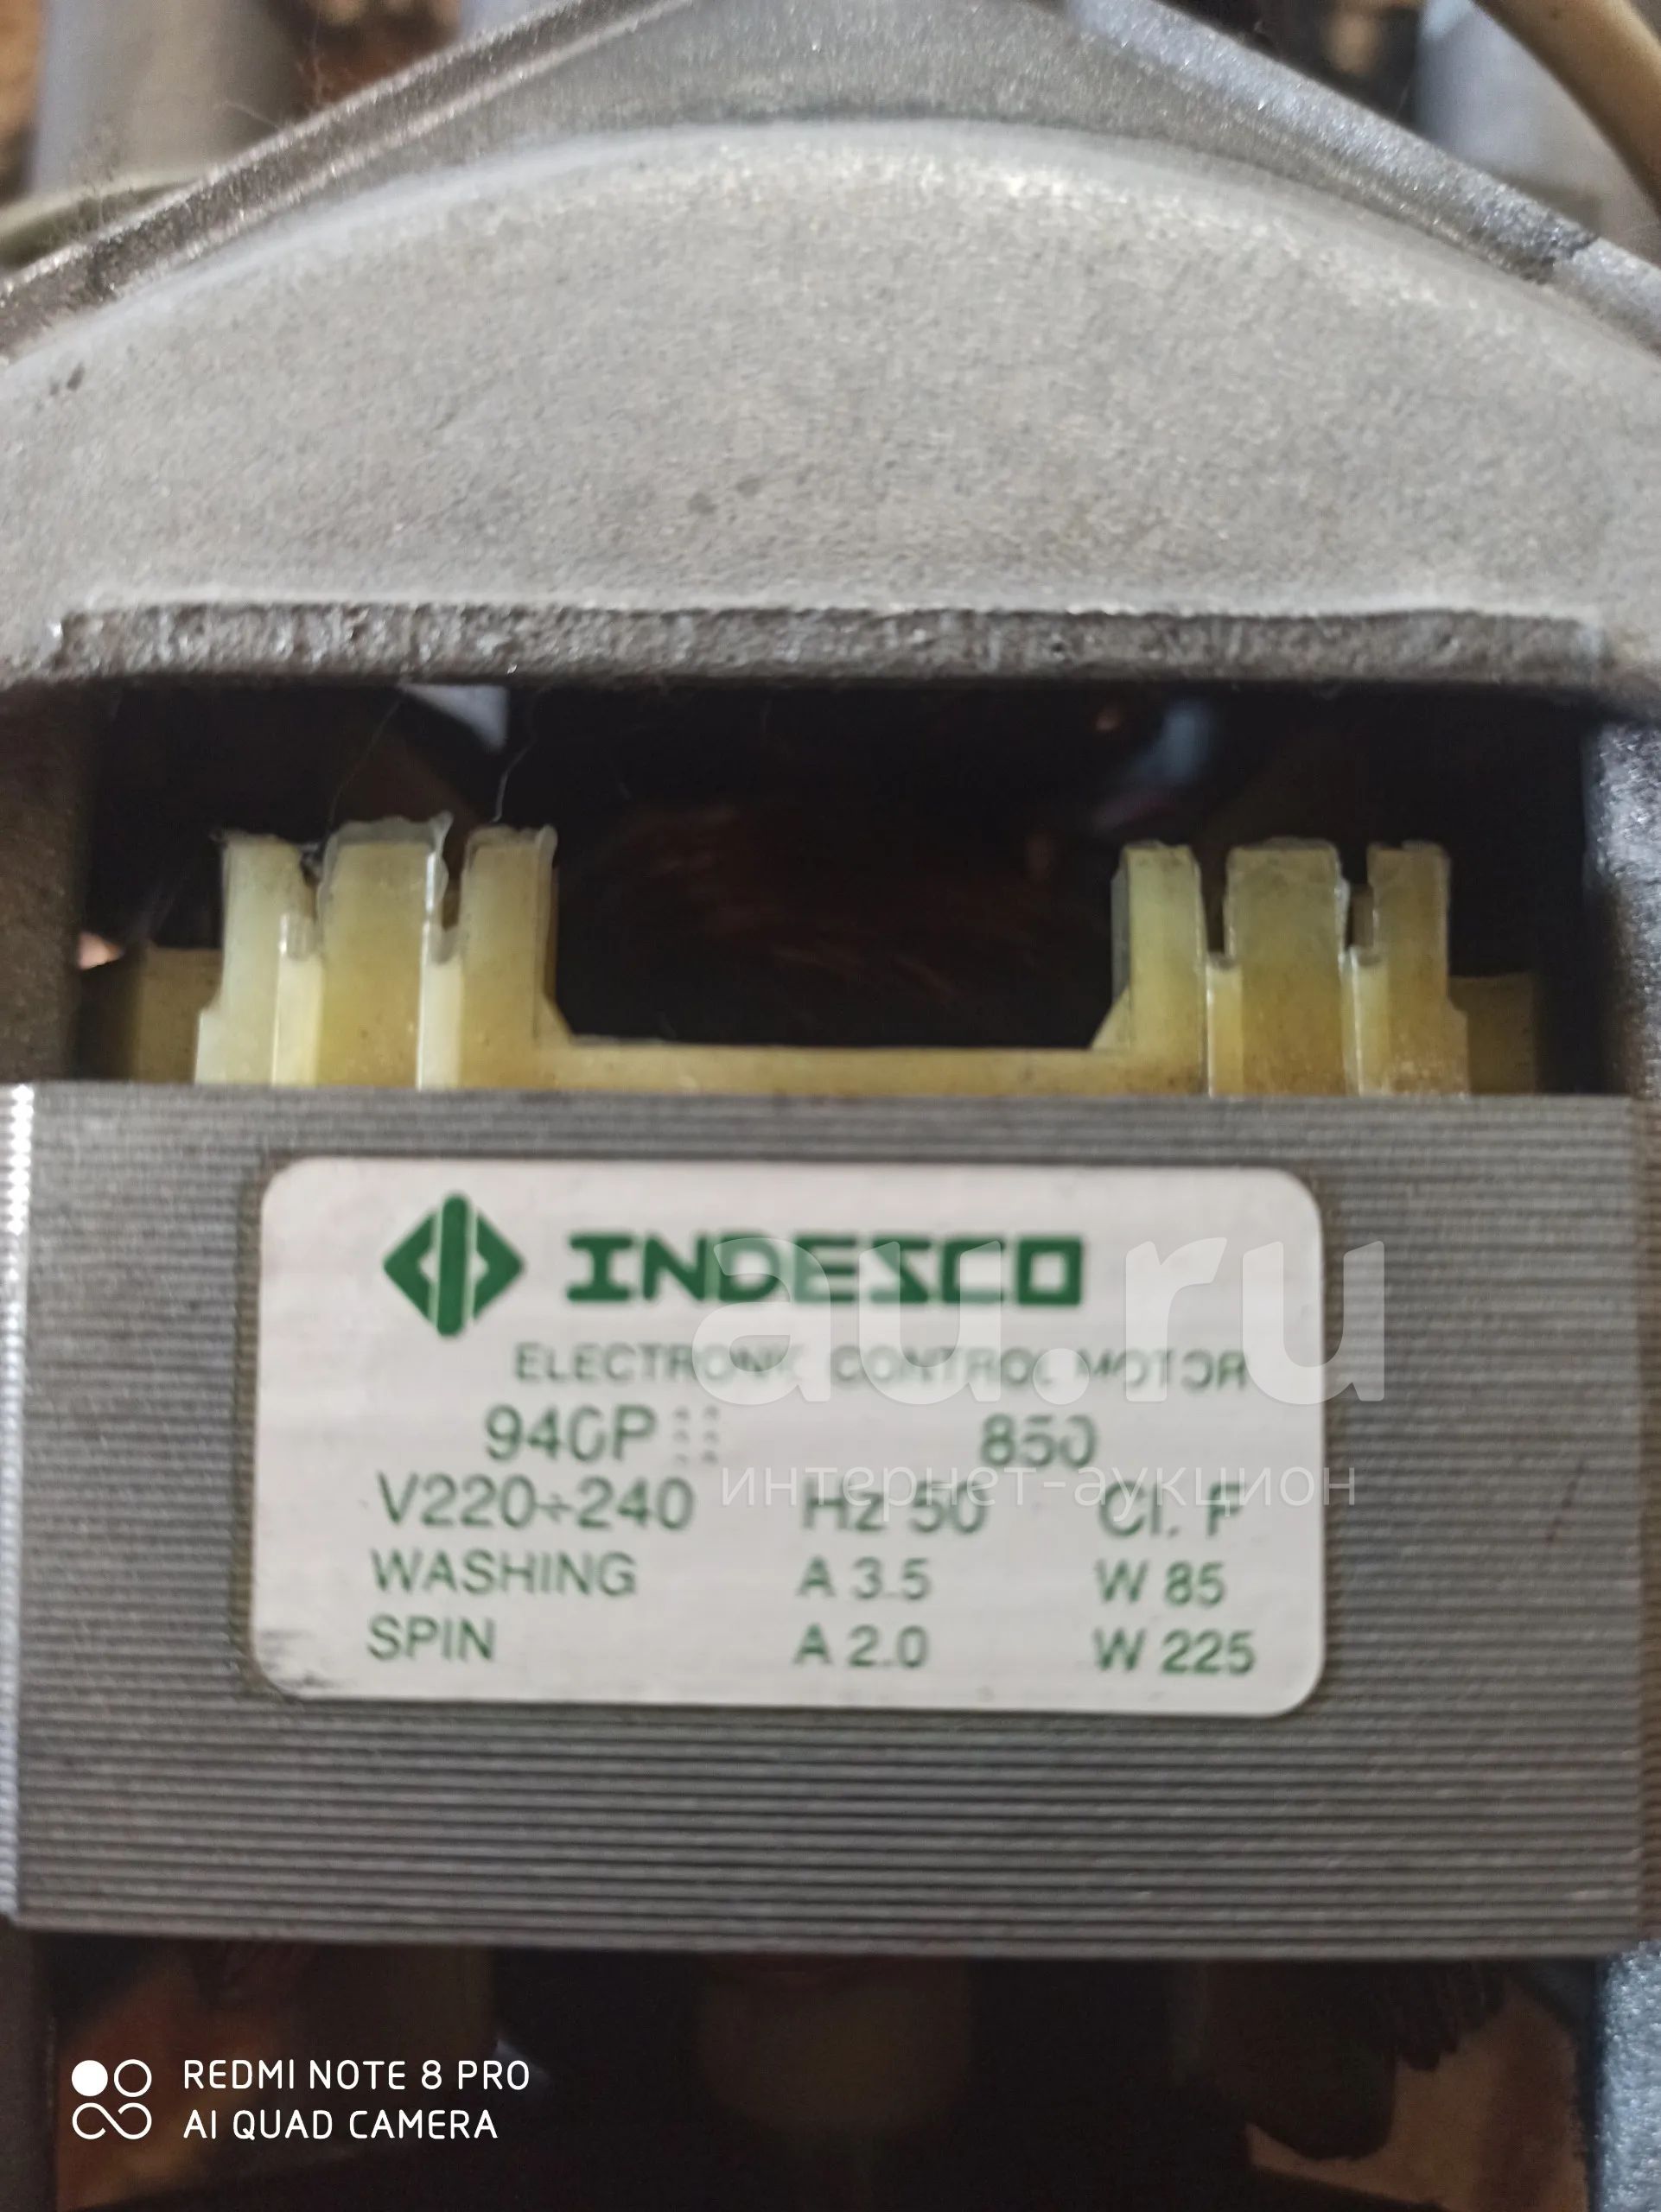 INDESCO
ELECTRONIC CONTROL MOTOR
940P 850
V220÷240 Hz 50 Cl. F
WASHING A 3.5 W 85
SPIN A 2.0 W 225
au.ru
интернет-аукцион
REDMI NOTE 8 PRO
AI QUAD CAMERA